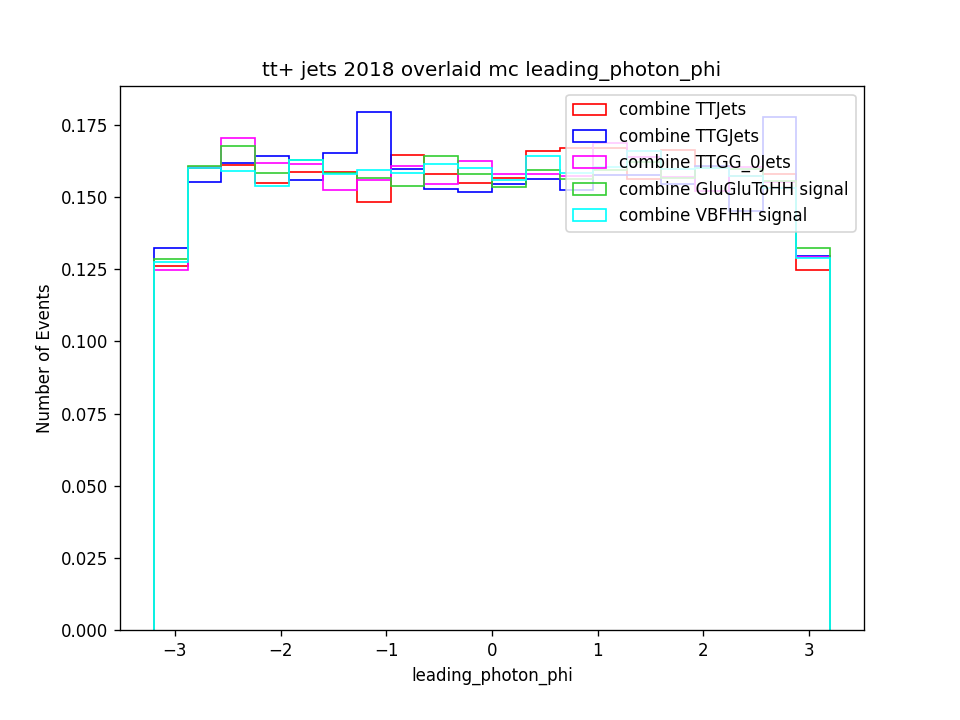 tt+ jets 2018 overlaid mc leading_photon_phi
combine TTJets
combine TTGJets
combine TTGG_0Jets
combine GluGluToHH signal
combine VBFHH signal
Number of Events
0.175
0.150
0.125
0.100
0.075
0.050
0.025
0.000
−3 −2 −1 0 1 2 3
leading_photon_phi